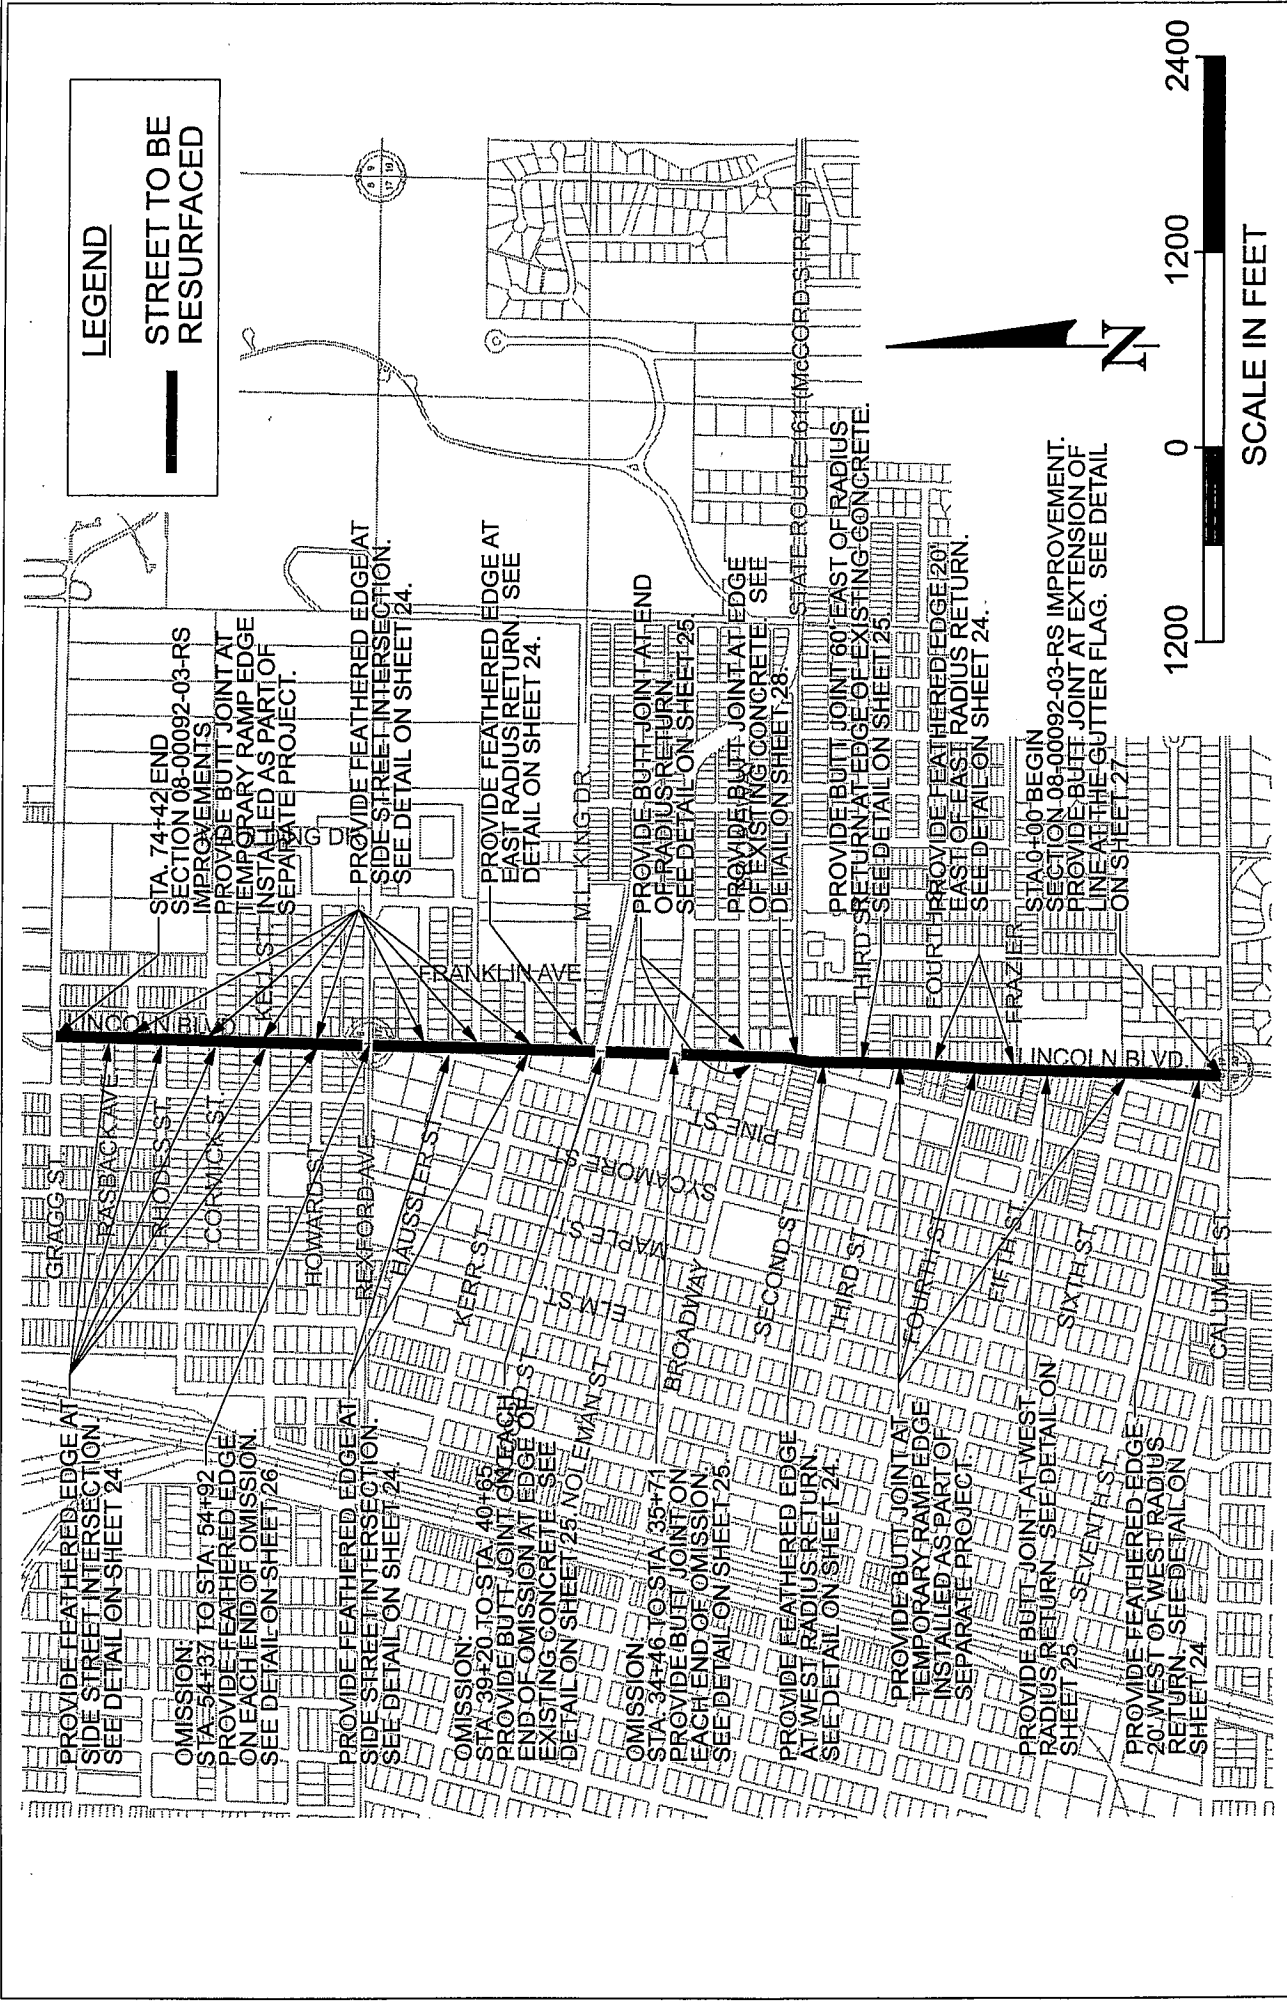 LEGEND
STREET TO BE
RESURFACED
STA. 74+42 END
SECTION 08-00092-03-RS
IMPROVEMENTS.
PROVIDE BUTT JOINT AT
TEMPORARY RAMP EDGE
INSTALLED AS PART OF
SEPARATE PROJECT.
PROVIDE FEATHERED EDGE AT
SIDE STREET INTERSECTION.
SEE DETAIL ON SHEET 24.
PROVIDE FEATHERED EDGE AT
EAST RADIUS RETURN. SEE
DETAIL ON SHEET 24.
PROVIDE BUTT JOINT AT END
OF RADIUS RETURN.
SEE DETAIL ON SHEET 25.
PROVIDE BUTT JOINT AT EDGE
OF EXISTING CONCRETE. SEE
DETAIL ON SHEET 28.
PROVIDE BUTT JOINT 60' EAST OF RADIUS
RETURN AT EDGE OF EXISTING CONCRETE.
SEE DETAIL ON SHEET 25.
PROVIDE FEATHERED EDGE 20'
EAST OF EAST RADIUS RETURN.
SEE DETAIL ON SHEET 24.
STA 0+00 BEGIN
SECTION 08-00092-03-RS IMPROVEMENT.
PROVIDE BUTT JOINT AT EXTENSION OF
LINE AT THE GUTTER FLAG. SEE DETAIL
ON SHEET 27.
STATE ROUTE 161 (McCORD STREET)
M.L. KING DR
KELL ST.
FRANKLIN AVE
THIRD S
FOURTH
FRAZIER
LINCOLN BLVD
LINCOLN BLVD.
GRAGG ST.
RHODES ST.
CORWICK ST.
HOWARD ST
REXFORD AVE
HAUSSLER ST
KERR ST
PINE ST
SYCAMORE ST
MAPLE ST
ELM ST.
NOLEMAN ST.
BROADWAY
SECOND ST
THIRD ST
FOURTH ST
FIFTH ST
SIXTH ST
SEVENTH ST
CALUMET ST.
PROVIDE FEATHERED EDGE AT
SIDE STREET INTERSECTION.
SEE DETAIL ON SHEET 24.
OMISSION:
STA. 54+37 TO STA. 54+92
PROVIDE FEATHERED EDGE
ON EACH END OF OMISSION.
SEE DETAIL ON SHEET 26
PROVIDE FEATHERED EDGE AT
SIDE STREET INTERSECTION.
SEE DETAIL ON SHEET 24.
OMISSION:
STA. 39+20 TO STA. 40+65
PROVIDE BUTT JOINT ON EACH
END OF OMISSION AT EDGE OF
EXISTING CONCRETE. SEE
DETAIL ON SHEET 25.
OMISSION:
STA. 34+46 TO STA. 35+71
PROVIDE BUTT JOINT ON
EACH END OF OMISSION.
SEE DETAIL ON SHEET 25.
PROVIDE FEATHERED EDGE
AT WEST RADIUS RETURN.
SEE DETAIL ON SHEET 24.
PROVIDE BUTT JOINT AT
TEMPORARY RAMP EDGE
INSTALLED AS PART OF
SEPARATE PROJECT.
PROVIDE BUTT JOINT AT WEST
RADIUS RETURN. SEE DETAIL ON
SHEET 25
PROVIDE FEATHERED EDGE
20' WEST OF WEST RADIUS
RETURN. SEE DETAIL ON
SHEET 24.
N
1200 0 1200 2400
SCALE IN FEET